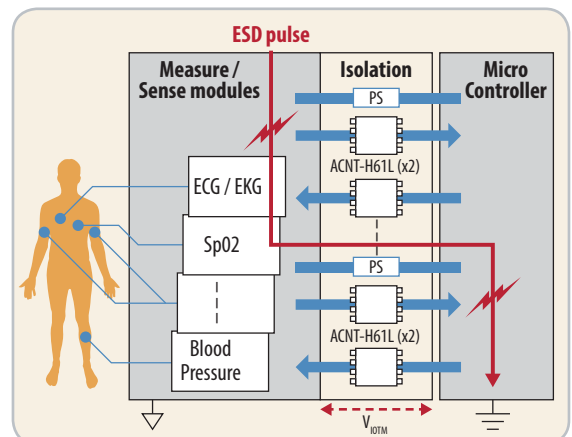 ESD pulse
Measure /
Sense modules
Isolation
Micro
Controller
PS
ACNT-H61L (x2)
ECG / EKG
Sp02
PS
ACNT-H61L (x2)
Blood
Pressure
VIOTM